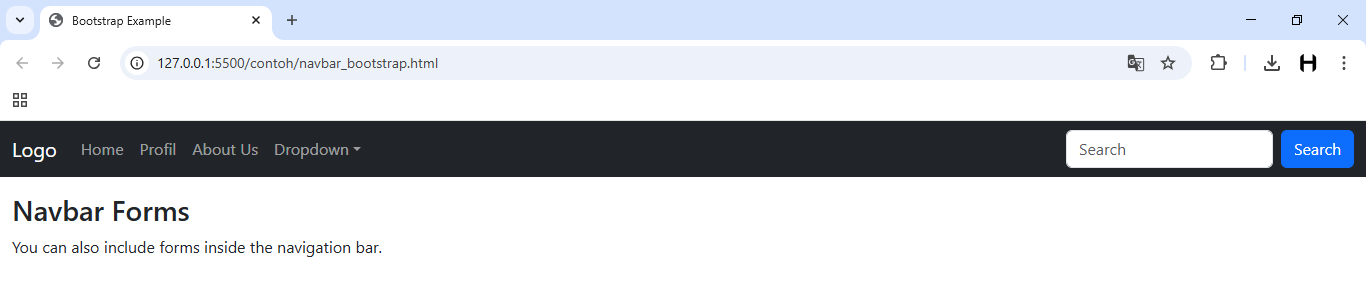 Bootstrap Example
127.0.0.1:5500/contoh/navbar_bootstrap.html
Logo Home Profil About Us Dropdown Search Search
Navbar Forms
You can also include forms inside the navigation bar.